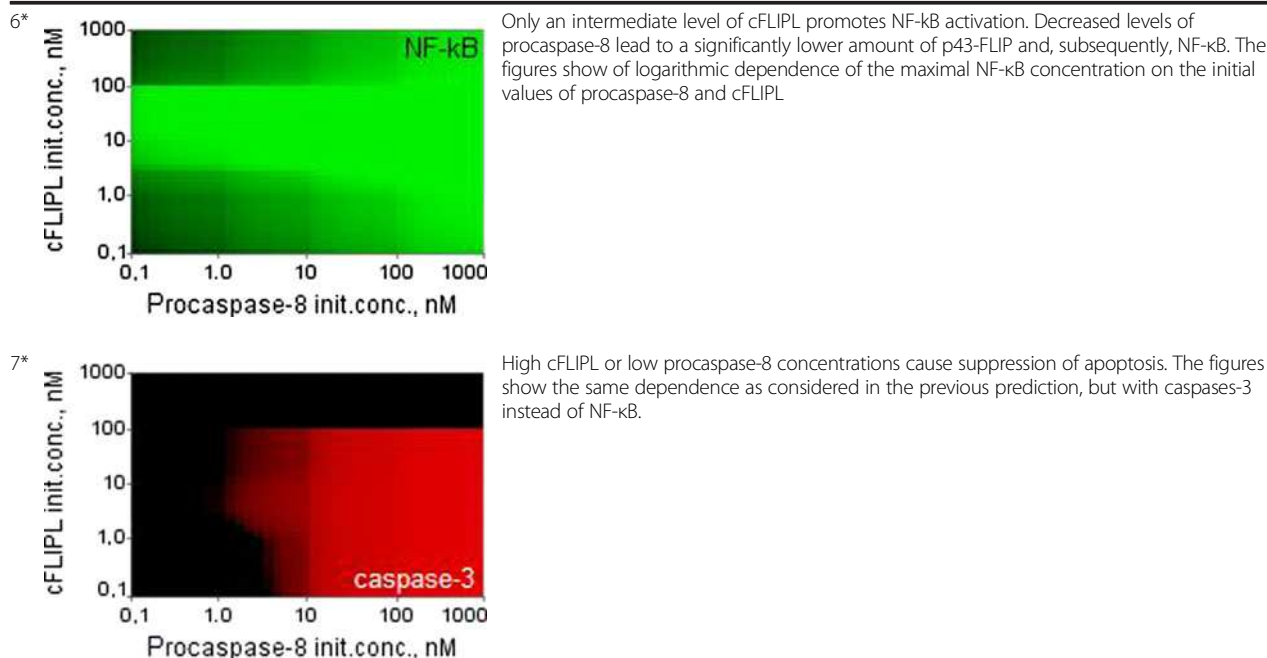 6*
Only an intermediate level of cFLIPL promotes NF-kB activation. Decreased levels of
procaspase-8 lead to a significantly lower amount of p43-FLIP and, subsequently, NF-κB. The
figures show of logarithmic dependence of the maximal NF-κB concentration on the initial
values of procaspase-8 and cFLIPL
cFLIPL init.conc., nM
1000
100
10
1.0
0,1
NF-kB
0,1 1.0 10 100 1000
Procaspase-8 init.conc., nM
7*
High cFLIPL or low procaspase-8 concentrations cause suppression of apoptosis. The figures
show the same dependence as considered in the previous prediction, but with caspases-3
instead of NF-κB.
cFLIPL init.conc., nM
1000
100
10
1.0
0.1
caspase-3
0,1 1.0 10 100 1000
Procaspase-8 init.conc., nM